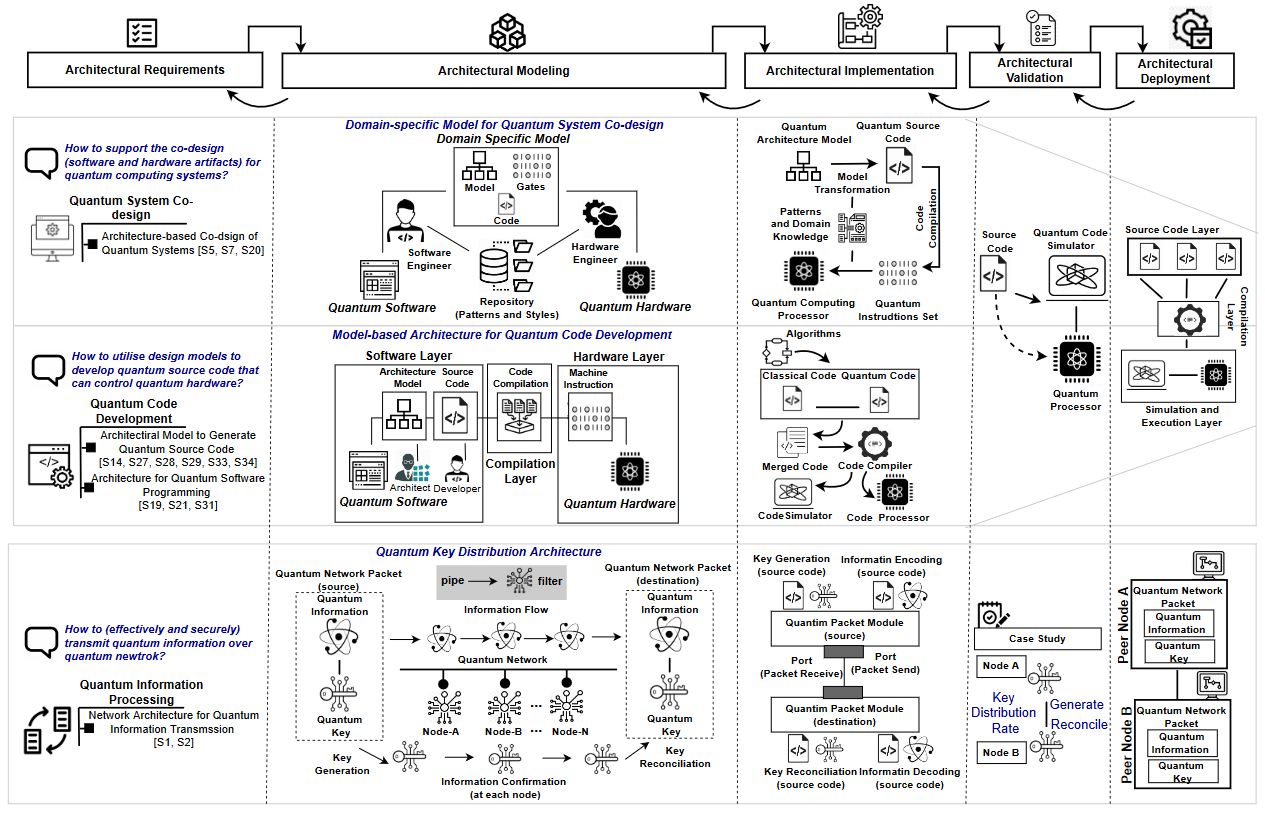 Architectural Requirements
Architectural Modeling
Architectural Implementation
Architectural
Validation
Architectural
Deployment
How to support the co-design
(software and hardware artifacts) for
quantum computing systems?
Quantum System Co-
design
Architecture-based Co-dsign of
Quantum Systems [S5, S7, S20]
Domain-specific Model for Quantum System Co-design
Domain Specific Model
Model
Gates
Code
Software
Engineer
Hardware
Engineer
Repository
(Patterns and Styles)
Quantum Software
Quantum Hardware
Quantum
Architecture Model
Quantum Source
Code
Model
Transformation
Patterns
and Domain
Knowledge
Code
Compilation
Quantum Computing
Processor
Quantum
Instrudtions Set
Source
Code
Quantum Code
Simulator
Quantum
Processor
Source Code Layer
Compilation
Layer
Simulation and
Execution Layer
How to utilise design models to
develop quantum source code that
can control quantum hardware?
Quantum Code
Development
Architectiral Model to Generate
Quantum Source Code
[S14, S27, S28, S29, S33, S34]
Architecture for Quantum Software
Programming
[S19, S21, S31]
Model-based Architecture for Quantum Code Development
Software Layer
Hardware Layer
Architecture
Model
Source
Code
Code
Compilation
Machine
Instruction
Architect
Developer
Compilation
Layer
Quantum Software
Quantum Hardware
Algorithms
Classical Code
Quantum Code
Merged Code
Code Compiler
CodeSimulator
Code Processor
How to (effectively and securely)
transmit quantum information over
quantum newtrok?
Quantum Information
Processing
Network Architecture for Quantum
Information Transmssion
[S1, S2]
Quantum Key Distribution Architecture
Quantum Network Packet
(source)
pipe
filter
Information Flow
Quantum Network Packet
(destination)
Quantum
Information
Quantum
Information
Quantum Network
Quantum
Key
Node-A
Node-B
Node-N
Quantum
Key
Key
Generation
Information Confirmation
(at each node)
Key
Reconciliation
Key Generation
(source code)
Informatin Encoding
(source code)
Quantim Packet Module
(source)
Port
(Packet Receive)
Port
(Packet Send)
Quantim Packet Module
(destination)
Key Reconciliation
(source code)
Informatin Decoding
(source code)
Case Study
Node A
Key
Distribution
Rate
Generate
Reconcile
Node B
Peer Node A
Quantum Network
Packet
Quantum
Information
Quantum
Key
Peer Node B
Quantum Network
Packet
Quantum
Information
Quantum
Key